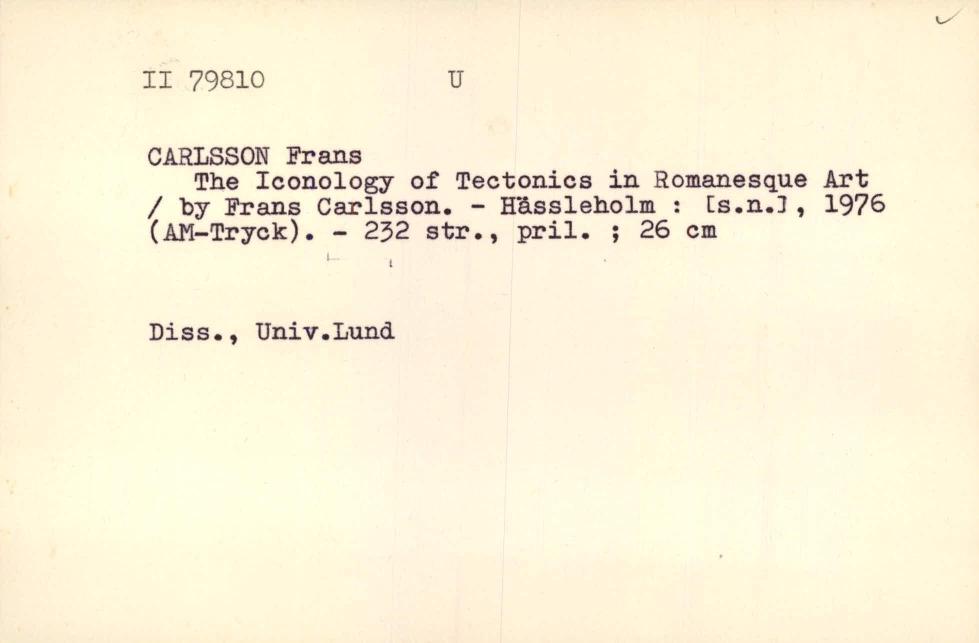 II 79810 U
CARLSSON Frans
The Iconology of Tectonics in Romanesque Art
/ by Frans Carlsson. - Hässleholm : [s.n.], 1976
(AM-Tryck). - 232 str., pril. ; 26 cm
Diss., Univ.Lund